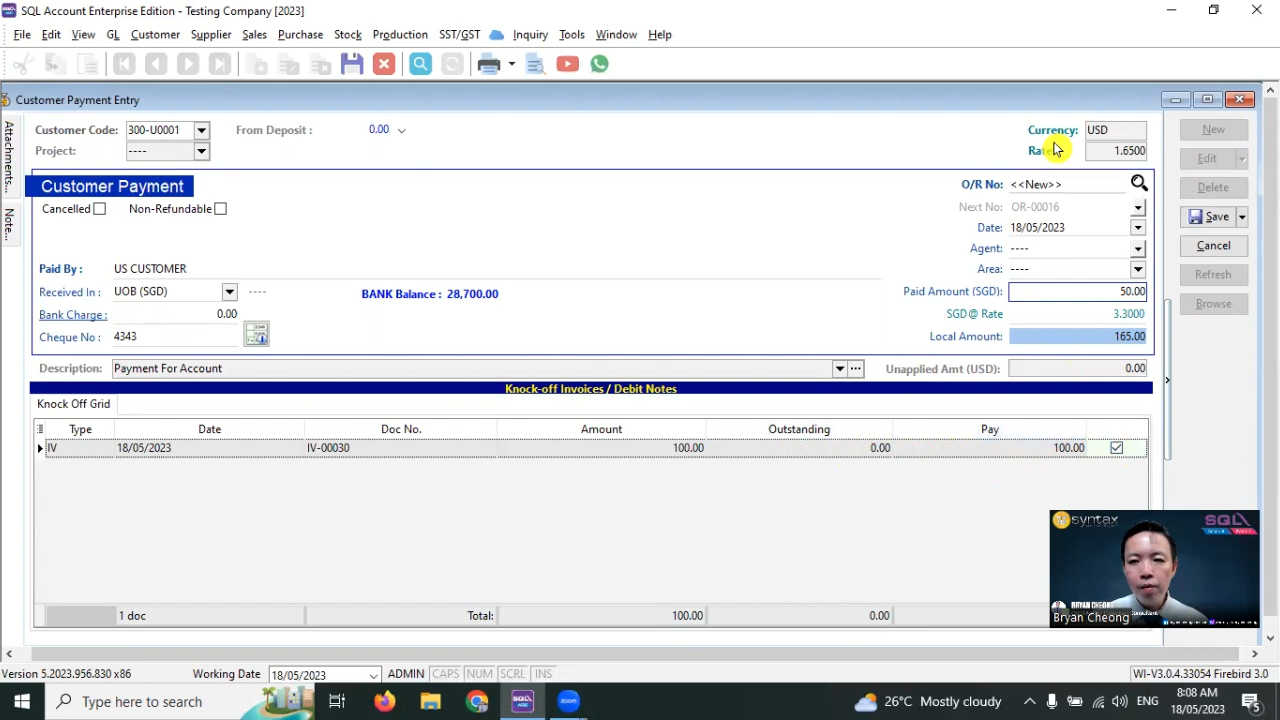 SQL Account Enterprise Edition - Testing Company [2023]
File Edit View GL Customer Supplier Sales Purchase Stock Production SST/GST Inquiry Tools Window Help
Customer Payment Entry
Attachments...
Note...
Customer Code: 300-U0001 From Deposit : 0.00 Currency: USD
Project: ---- Rate 1.6500
New
Edit
Delete
Save
Cancel
Refresh
Browse
Customer Payment
Cancelled Non-Refundable
O/R No: <<New>>
Next No: OR-00016
Date: 18/05/2023
Agent: ----
Area: ----
Paid By : US CUSTOMER
Received In : UOB (SGD) ---- BANK Balance : 28,700.00 Paid Amount (SGD): 50.00
Bank Charge : 0.00 SGD@ Rate 3.3000
Cheque No : 4343 Local Amount: 165.00
Description: Payment For Account Unapplied Amt (USD): 0.00
Knock-off Invoices / Debit Notes
Knock Off Grid
Type Date Doc No. Amount Outstanding Pay
IV 18/05/2023 IV-00030 100.00 0.00 100.00
1 doc Total: 100.00 0.00
syntax SQL
BRYAN CHEONG
Bryan Cheong
Version 5.2023.956.830 x86 Working Date 18/05/2023 ADMIN CAPS NUM SCRL INS WI-V3.0.4.33054 Firebird 3.0
Type here to search 26°C Mostly cloudy ENG 8:08 AM
18/05/2023 5